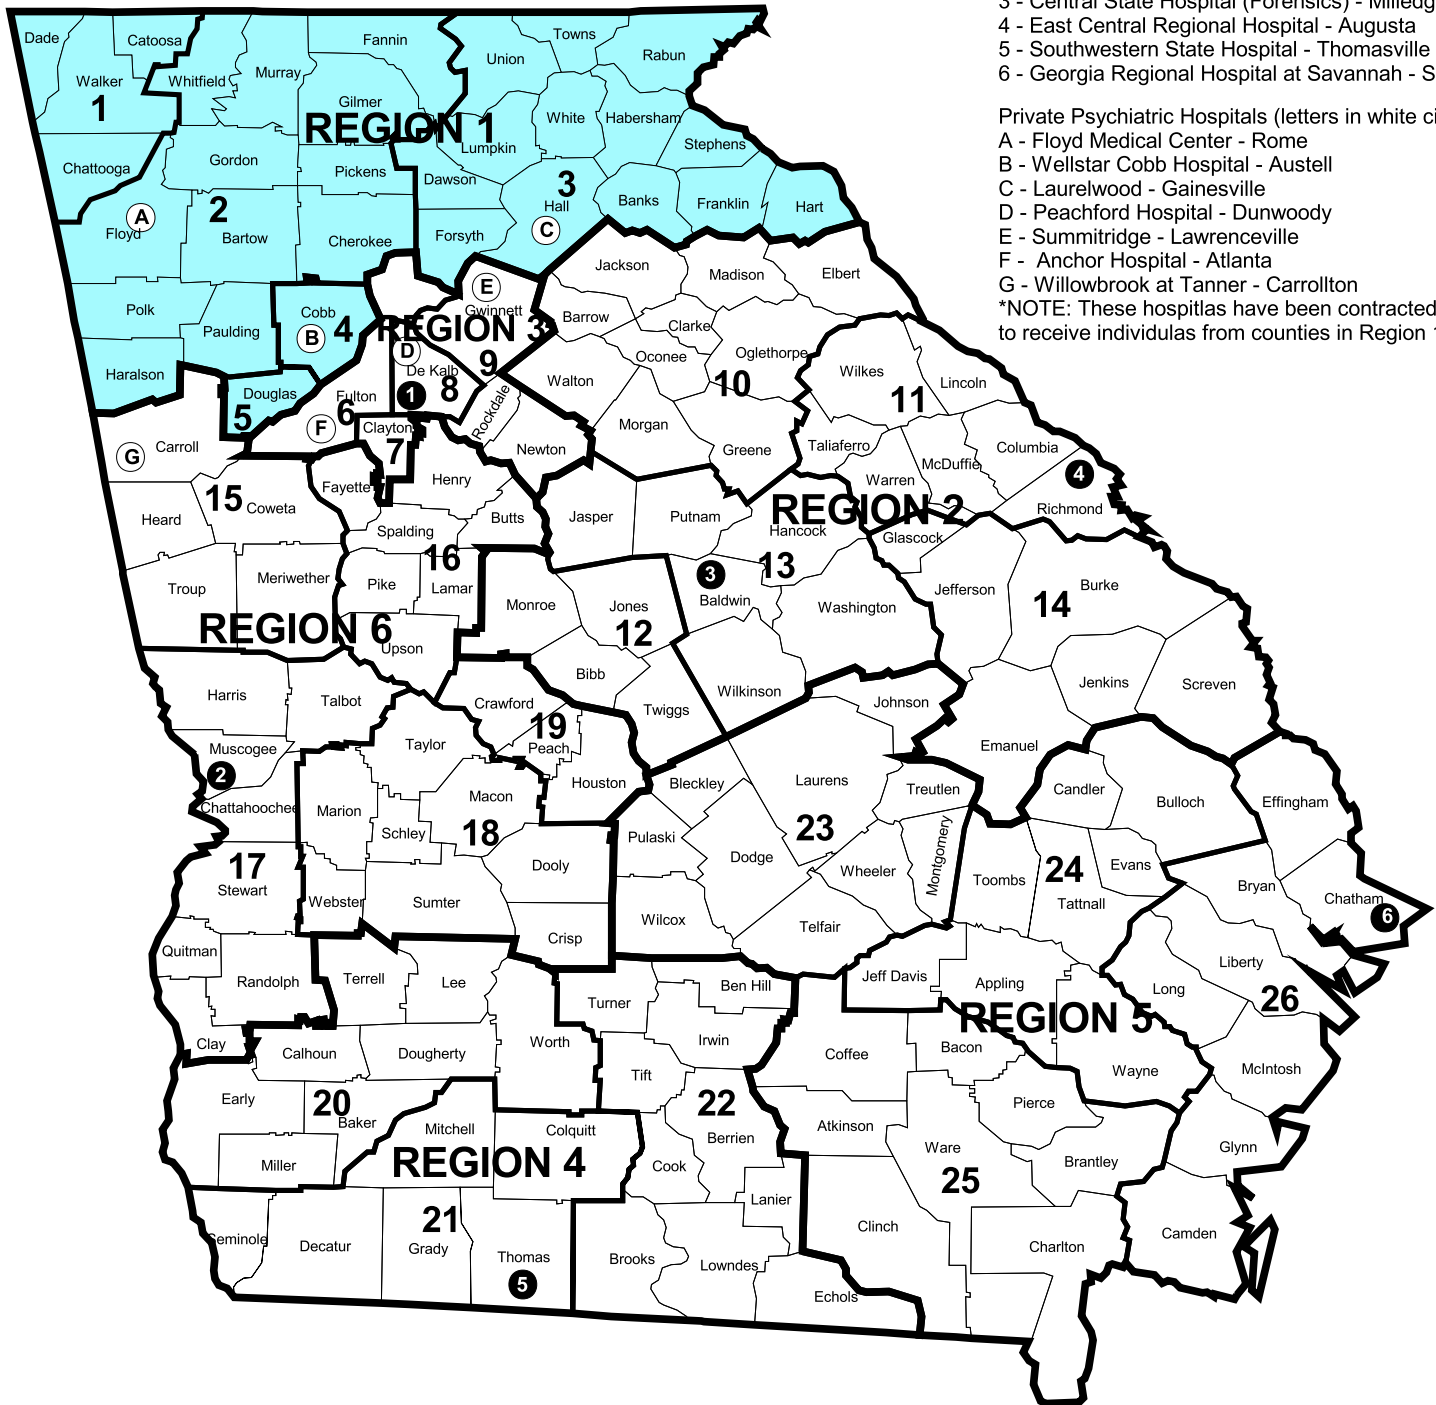 3 - Central State Hospital (Forensics) - Milledg
4 - East Central Regional Hospital - Augusta
5 - Southwestern State Hospital - Thomasville
6 - Georgia Regional Hospital at Savannah - S
Private Psychiatric Hospitals (letters in white ci
A - Floyd Medical Center - Rome
B - Wellstar Cobb Hospital - Austell
C - Laurelwood - Gainesville
D - Peachford Hospital - Dunwoody
E - Summitridge - Lawrenceville
F - Anchor Hospital - Atlanta
G - Willowbrook at Tanner - Carrollton
*NOTE: These hospitlas have been contracted
to receive individulas from counties in Region 1
Dade
Catoosa
Fannin
Towns
Union
Rabun
Walker
1
Whitfield
Murray
Gilmer
REGION 1
White
Habersham
Lumpkin
Stephens
Chattooga
Gordon
Pickens
Dawson
3
Hall
C
Banks
Franklin
Hart
A
Floyd
2
Bartow
Cherokee
Forsyth
Jackson
Madison
Elbert
Polk
Paulding
Cobb
B
4
E
Gwinnett
REGION 3
D
9
Barrow
Clarke
Oconee
Oglethorpe
Haralson
Douglas
5
Fulton
6
F
De Kalb
1
8
Rockdale
Walton
10
Wilkes
Lincoln
11
G
Carroll
Clayton
7
Newton
Morgan
Greene
Taliaferro
McDuffie
Columbia
4
Warren
Richmond
15
Coweta
Fayette
Henry
Butts
Jasper
Putnam
REGION 2
Hancock
Glascock
Heard
Spalding
16
Troup
Meriwether
Pike
Lamar
Monroe
Jones
12
3
Baldwin
13
Washington
Jefferson
14
Burke
REGION 6
Upson
Bibb
Wilkinson
Jenkins
Screven
Harris
Talbot
Crawford
19
Peach
Twiggs
Johnson
Emanuel
Muscogee
2
Taylor
Houston
Bleckley
Laurens
Treutlen
Candler
Bulloch
Effingham
Chattahoochee
Marion
Macon
Schley
18
Pulaski
23
Dodge
Wheeler
Montgomery
Toombs
24
Tattnall
Evans
Bryan
Chatham
6
17
Stewart
Webster
Sumter
Dooly
Crisp
Wilcox
Telfair
Quitman
Randolph
Terrell
Lee
Turner
Ben Hill
Jeff Davis
Appling
Long
Liberty
26
REGION 5
Clay
Calhoun
Dougherty
Worth
Irwin
Tift
Coffee
Bacon
Wayne
McIntosh
Early
20
Baker
Mitchell
Colquitt
22
Berrien
Atkinson
Pierce
Ware
25
Brantley
Glynn
Miller
REGION 4
Cook
Lanier
Clinch
Charlton
Camden
Seminole
Decatur
21
Grady
Thomas
5
Brooks
Lowndes
Echols